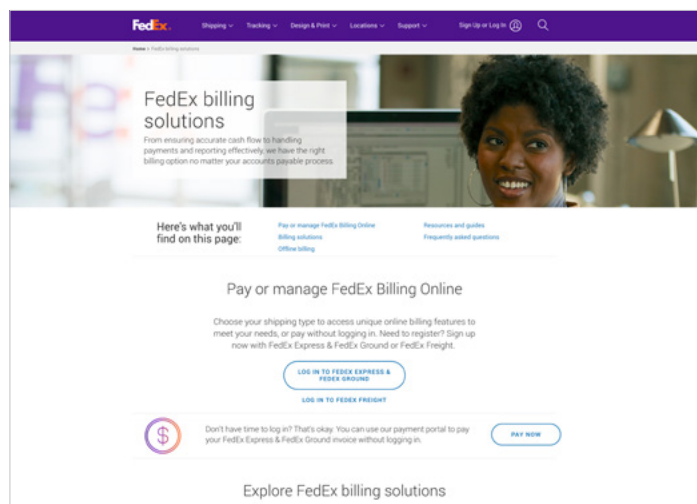 FedEx.
Shipping
Tracking
Design & Print
Locations
Support
Sign Up or Log In
Home > FedEx billing solutions
FedEx billing
solutions
From ensuring accurate cash flow to handling
payments and reporting effectively, we have the right
billing option no matter your accounts payable process.
Here's what you'll
find on this page:
Pay or manage FedEx Billing Online
Billing solutions
Offline billing
Resources and guides
Frequently asked questions
Pay or manage FedEx Billing Online
Choose your shipping type to access unique online billing features to
meet your needs, or pay without logging in. Need to register? Sign up
now with FedEx Express & FedEx Ground or FedEx Freight.
LOG IN TO FEDEX EXPRESS &
FEDEX GROUND
LOG IN TO FEDEX FREIGHT
$
Don't have time to log in? That's okay. You can use our payment portal to pay
your FedEx Express & FedEx Ground invoice without logging in.
PAY NOW
Explore FedEx billing solutions